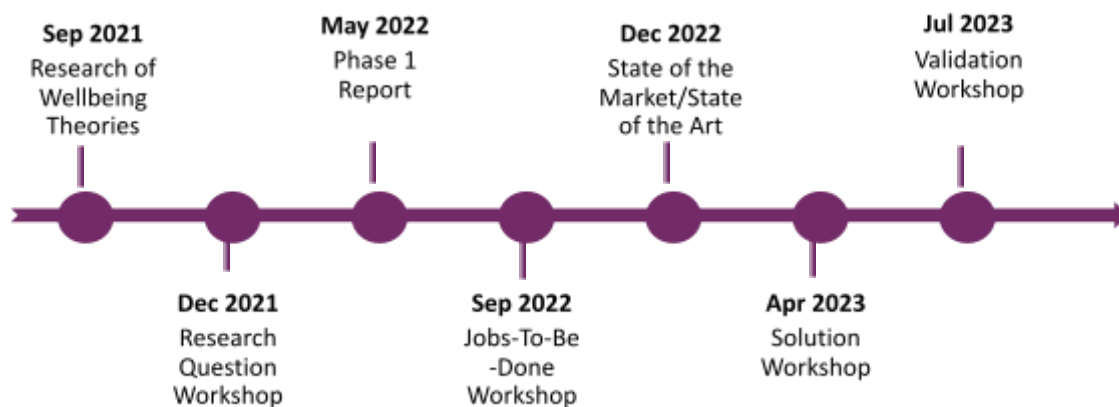 Sep 2021
Research of
Wellbeing
Theories
Dec 2021
Research
Question
Workshop
May 2022
Phase 1
Report
Sep 2022
Jobs-To-Be
-Done
Workshop
Dec 2022
State of the
Market/State
of the Art
Apr 2023
Solution
Workshop
Jul 2023
Validation
Workshop